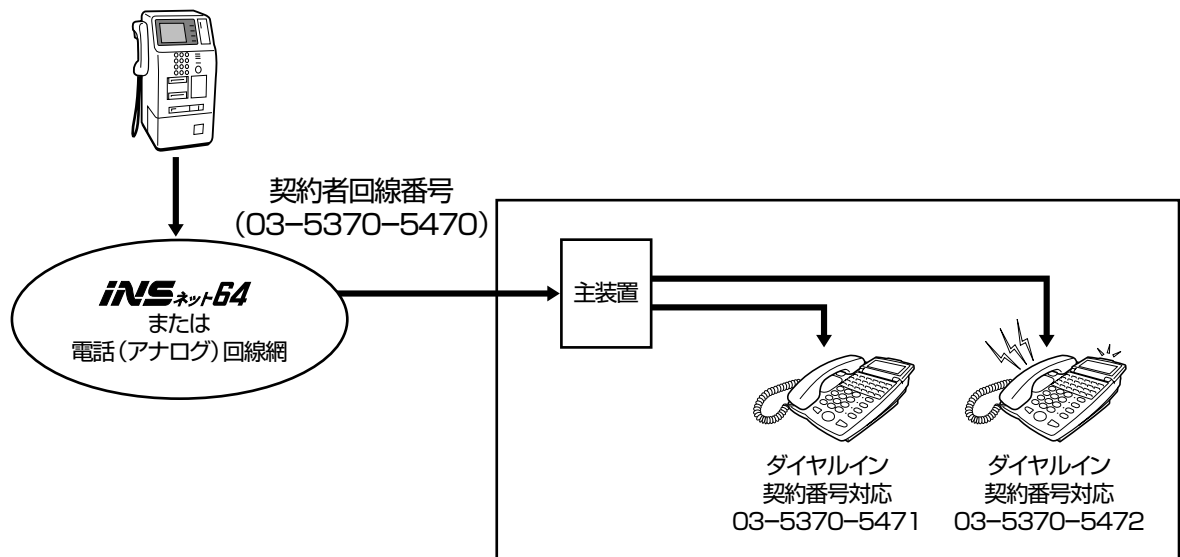 契約者回線番号
(03−5370−5470)
INSネット64
または
電話(アナログ)回線網
主装置
ダイヤルイン
契約番号対応
03−5370−5471
ダイヤルイン
契約番号対応
03−5370−5472